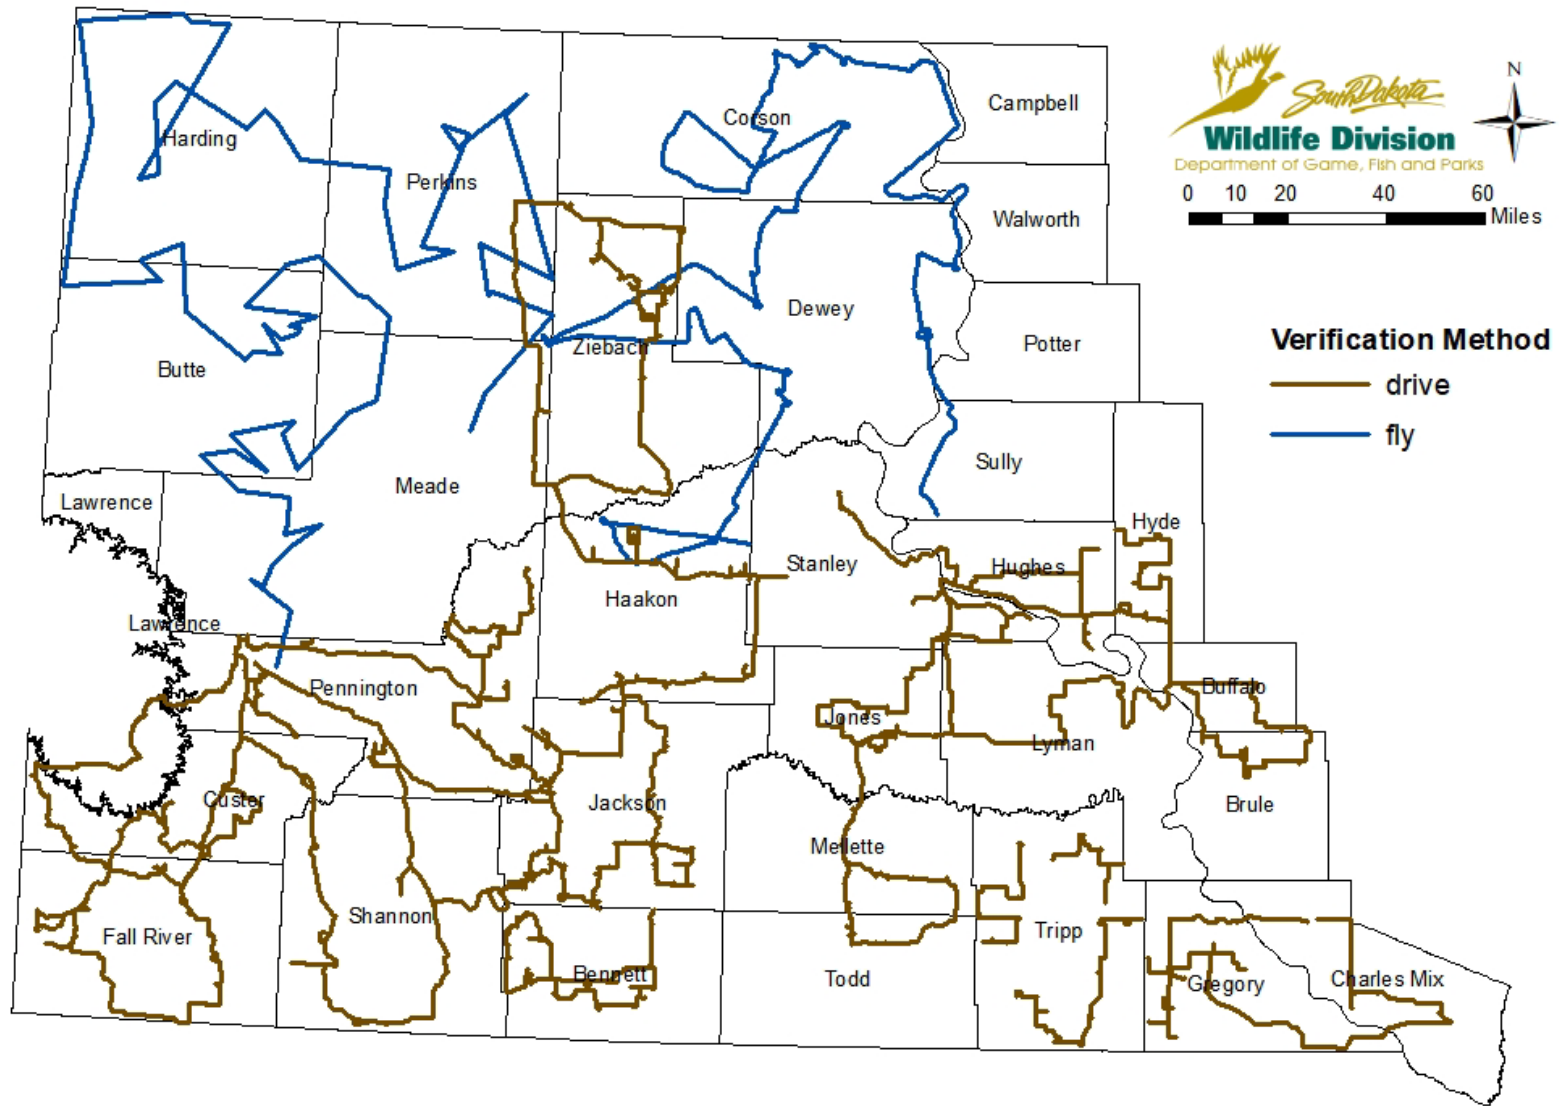 Campbell
Corson
Harding
Perkins
Walworth
Dewey
Potter
Ziebach
Butte
Sully
Meade
Lawrence
Hyde
Stanley
Hughes
Haakon
Lawrence
Pennington
Buffalo
Jones
Lyman
Custer
Jackson
Brule
Mellette
Shannon
Tripp
Fall River
Bennett
Todd
Gregory
Charles Mix
South Dakota
Wildlife Division
Department of Game, Fish and Parks
N
0 10 20 40 60
Miles
Verification Method
drive
fly